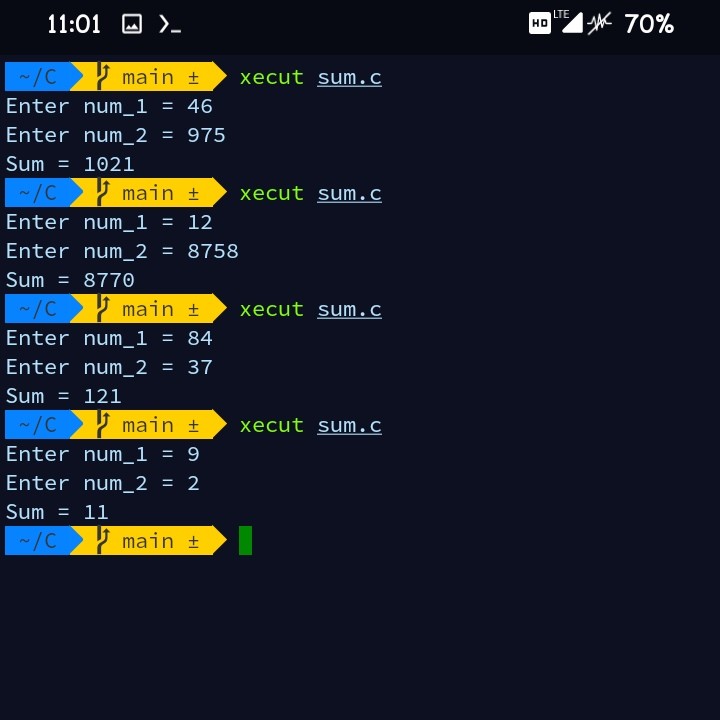 11:01 HD LTE 70%
~/C main ± xecut sum.c
Enter num_1 = 46
Enter num_2 = 975
Sum = 1021
~/C main ± xecut sum.c
Enter num_1 = 12
Enter num_2 = 8758
Sum = 8770
~/C main ± xecut sum.c
Enter num_1 = 84
Enter num_2 = 37
Sum = 121
~/C main ± xecut sum.c
Enter num_1 = 9
Enter num_2 = 2
Sum = 11
~/C main ±